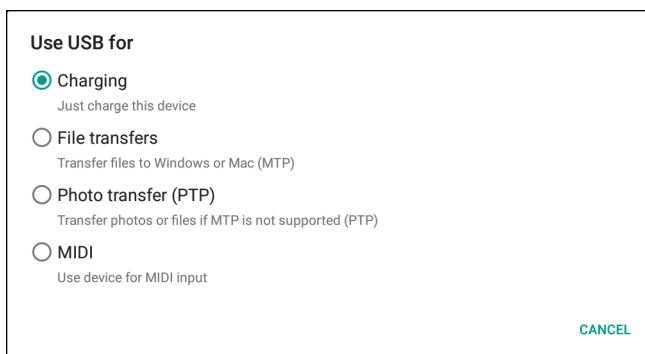 Use USB for
Charging
Just charge this device
File transfers
Transfer files to Windows or Mac (MTP)
Photo transfer (PTP)
Transfer photos or files if MTP is not supported (PTP)
MIDI
Use device for MIDI input
CANCEL